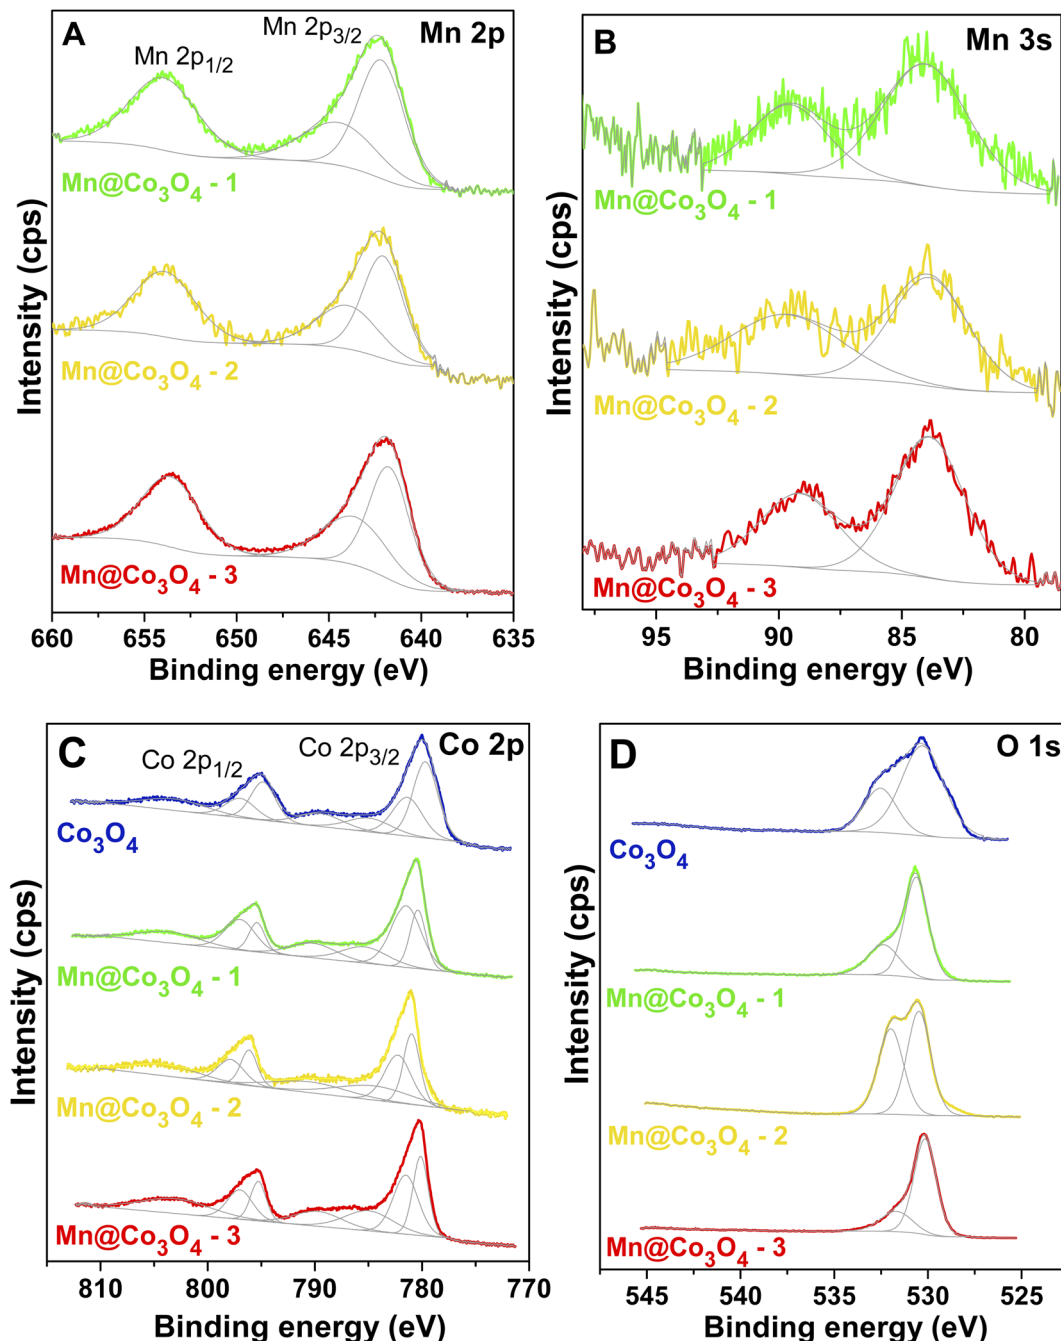 A
Mn 2p
Mn 2p1/2
Mn 2p3/2
Mn@Co3O4 - 1
Mn@Co3O4 - 2
Mn@Co3O4 - 3
Intensity (cps)
660 655 650 645 640 635
Binding energy (eV)
B
Mn 3s
Mn@Co3O4 - 1
Mn@Co3O4 - 2
Mn@Co3O4 - 3
Intensity (cps)
95 90 85 80
Binding energy (eV)
C
Co 2p
Co 2p1/2
Co 2p3/2
Co3O4
Mn@Co3O4 - 1
Mn@Co3O4 - 2
Mn@Co3O4 - 3
Intensity (cps)
810 800 790 780 770
Binding energy (eV)
D
O 1s
Co3O4
Mn@Co3O4 - 1
Mn@Co3O4 - 2
Mn@Co3O4 - 3
Intensity (cps)
545 540 535 530 525
Binding energy (eV)